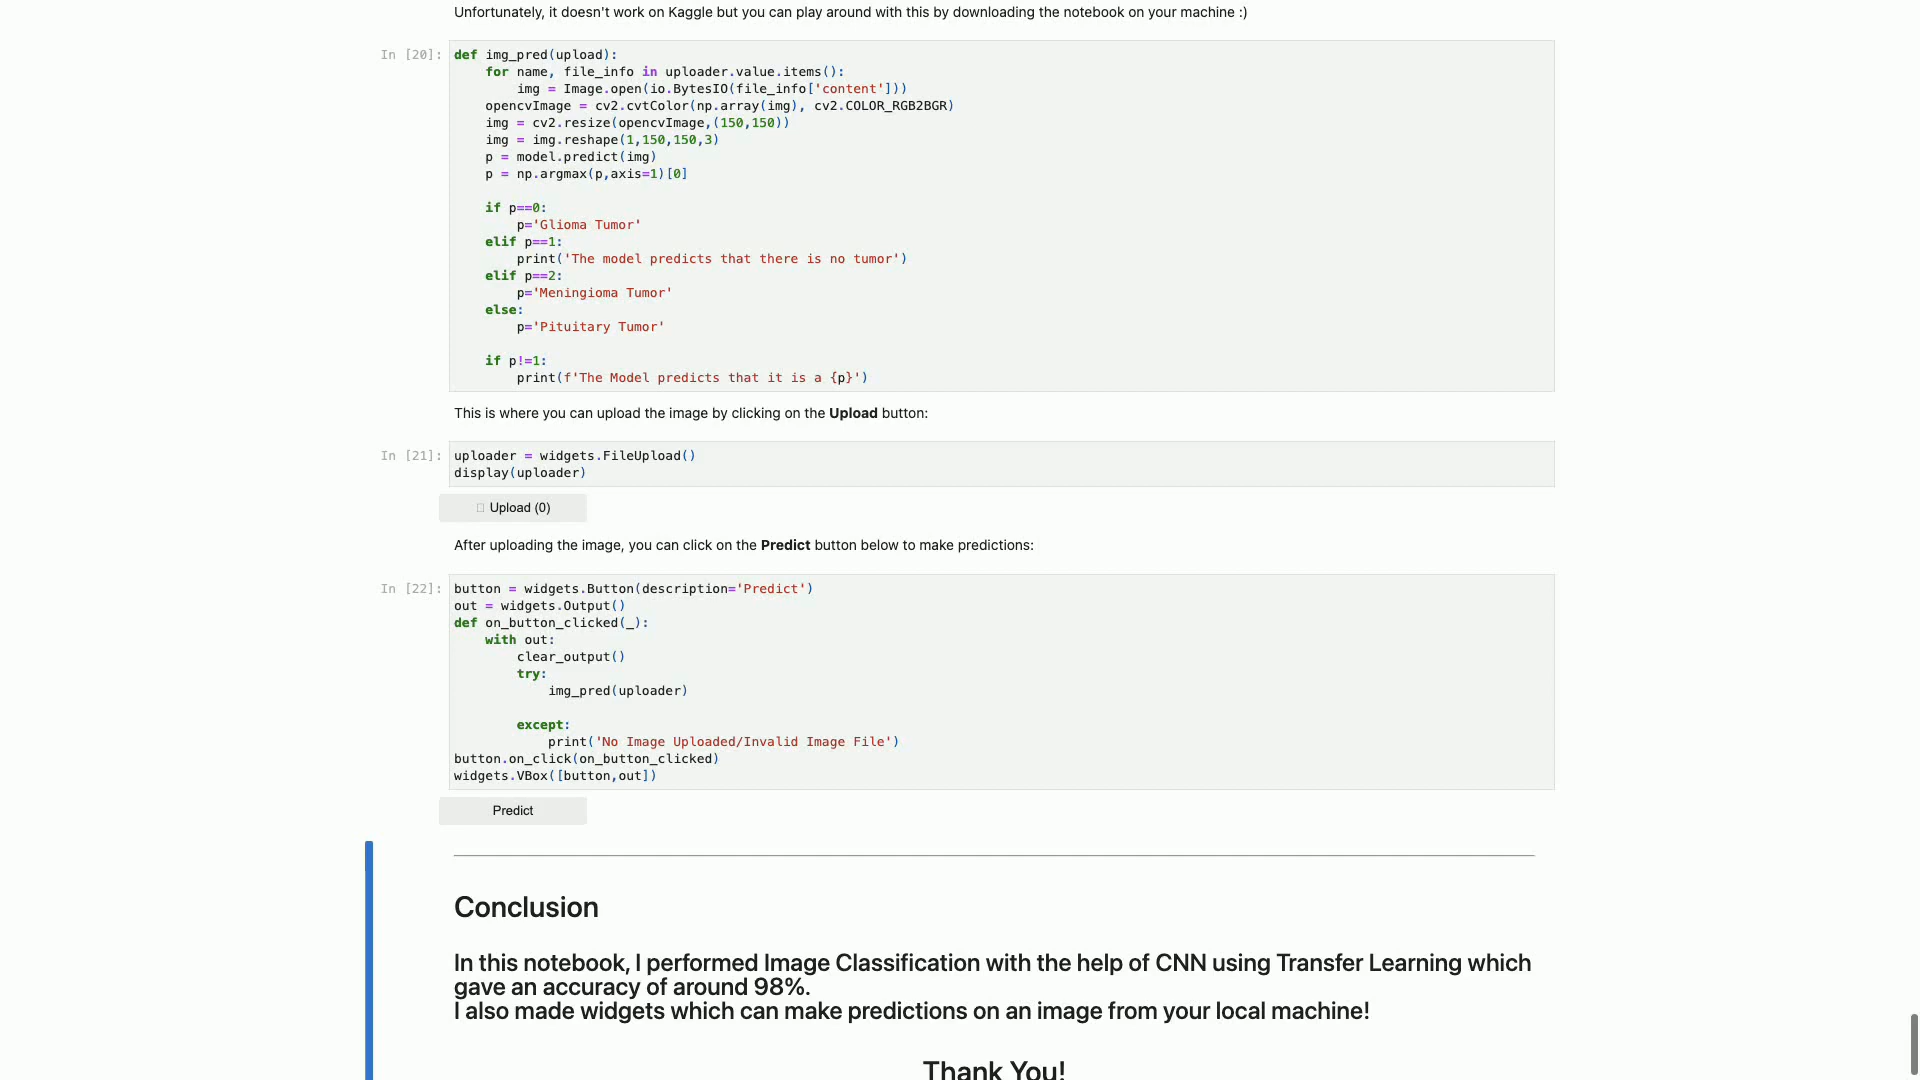 Unfortunately, it doesn't work on Kaggle but you can play around with this by downloading the notebook on your machine :)
In [20]:
def img_pred(upload):
    for name, file_info in uploader.value.items():
        img = Image.open(io.BytesIO(file_info['content']))
    opencvImage = cv2.cvtColor(np.array(img), cv2.COLOR_RGB2BGR)
    img = cv2.resize(opencvImage,(150,150))
    img = img.reshape(1,150,150,3)
    p = model.predict(img)
    p = np.argmax(p,axis=1)[0]
    if p==0:
        p='Glioma Tumor'
    elif p==1:
        print('The model predicts that there is no tumor')
    elif p==2:
        p='Meningioma Tumor'
    else:
        p='Pituitary Tumor'
    if p!=1:
        print(f'The Model predicts that it is a {p}')
This is where you can upload the image by clicking on the Upload button:
In [21]:
uploader = widgets.FileUpload()
display(uploader)
Upload (0)
After uploading the image, you can click on the Predict button below to make predictions:
In [22]:
button = widgets.Button(description='Predict')
out = widgets.Output()
def on_button_clicked(_):
    with out:
        clear_output()
        try:
            img_pred(uploader)
        except:
            print('No Image Uploaded/Invalid Image File')
button.on_click(on_button_clicked)
widgets.VBox([button,out])
Predict
Conclusion
In this notebook, I performed Image Classification with the help of CNN using Transfer Learning which
gave an accuracy of around 98%.
I also made widgets which can make predictions on an image from your local machine!
Thank You!